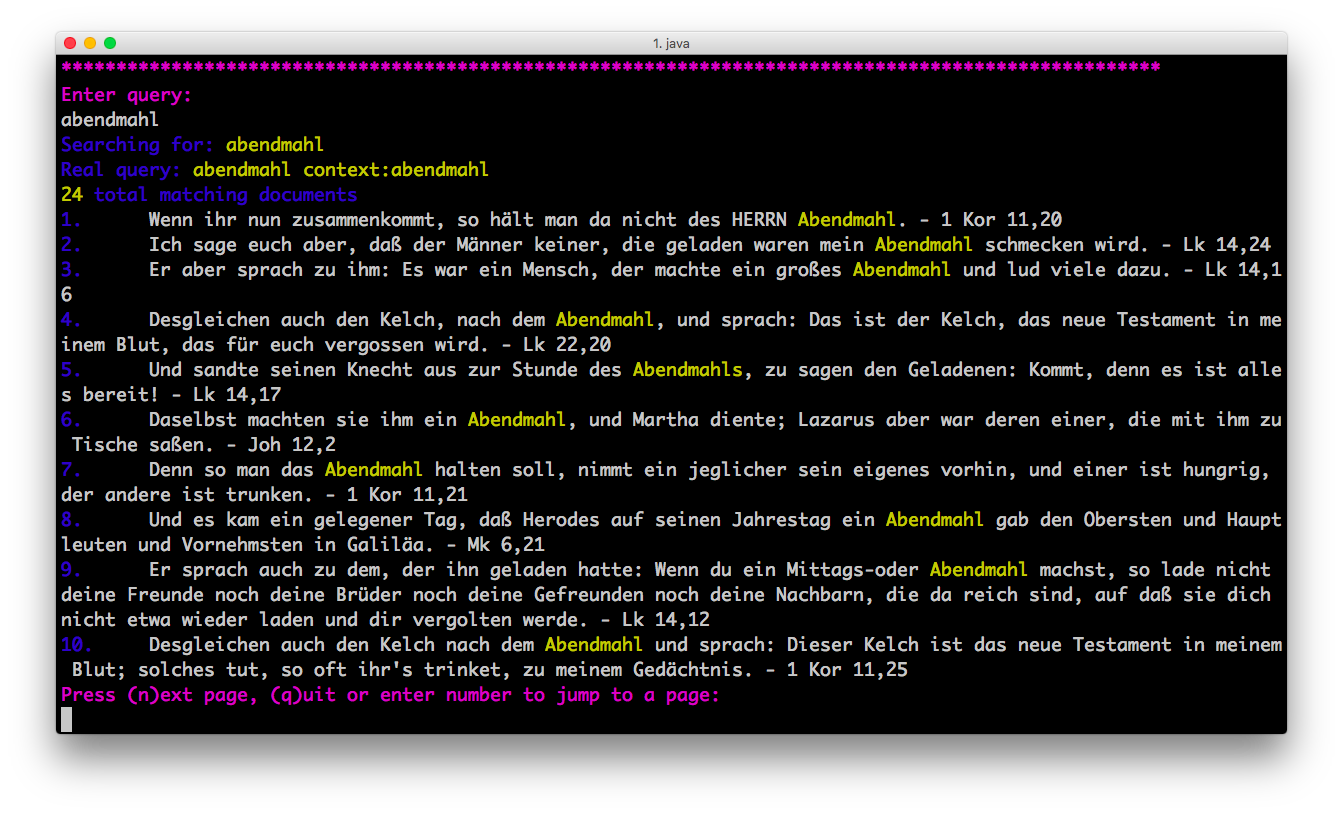 1. java
****************************************************************************************************
Enter query:
abendmahl
Searching for: abendmahl
Real query: abendmahl context:abendmahl
24 total matching documents
1.      Wenn ihr nun zusammenkommt, so hält man da nicht des HERRN Abendmahl. - 1 Kor 11,20
2.      Ich sage euch aber, daß der Männer keiner, die geladen waren mein Abendmahl schmecken wird. - Lk 14,24
3.      Er aber sprach zu ihm: Es war ein Mensch, der machte ein großes Abendmahl und lud viele dazu. - Lk 14,1
6
4.      Desgleichen auch den Kelch, nach dem Abendmahl, und sprach: Das ist der Kelch, das neue Testament in me
inem Blut, das für euch vergossen wird. - Lk 22,20
5.      Und sandte seinen Knecht aus zur Stunde des Abendmahls, zu sagen den Geladenen: Kommt, denn es ist alle
s bereit! - Lk 14,17
6.      Daselbst machten sie ihm ein Abendmahl, und Martha diente; Lazarus aber war deren einer, die mit ihm zu
 Tische saßen. - Joh 12,2
7.      Denn so man das Abendmahl halten soll, nimmt ein jeglicher sein eigenes vorhin, und einer ist hungrig,
der andere ist trunken. - 1 Kor 11,21
8.      Und es kam ein gelegener Tag, daß Herodes auf seinen Jahrestag ein Abendmahl gab den Obersten und Haupt
leuten und Vornehmsten in Galiläa. - Mk 6,21
9.      Er sprach auch zu dem, der ihn geladen hatte: Wenn du ein Mittags-oder Abendmahl machst, so lade nicht
deine Freunde noch deine Brüder noch deine Gefreunden noch deine Nachbarn, die da reich sind, auf daß sie dich
nicht etwa wieder laden und dir vergolten werde. - Lk 14,12
10.     Desgleichen auch den Kelch nach dem Abendmahl und sprach: Dieser Kelch ist das neue Testament in meinem
 Blut; solches tut, so oft ihr's trinket, zu meinem Gedächtnis. - 1 Kor 11,25
Press (n)ext page, (q)uit or enter number to jump to a page: